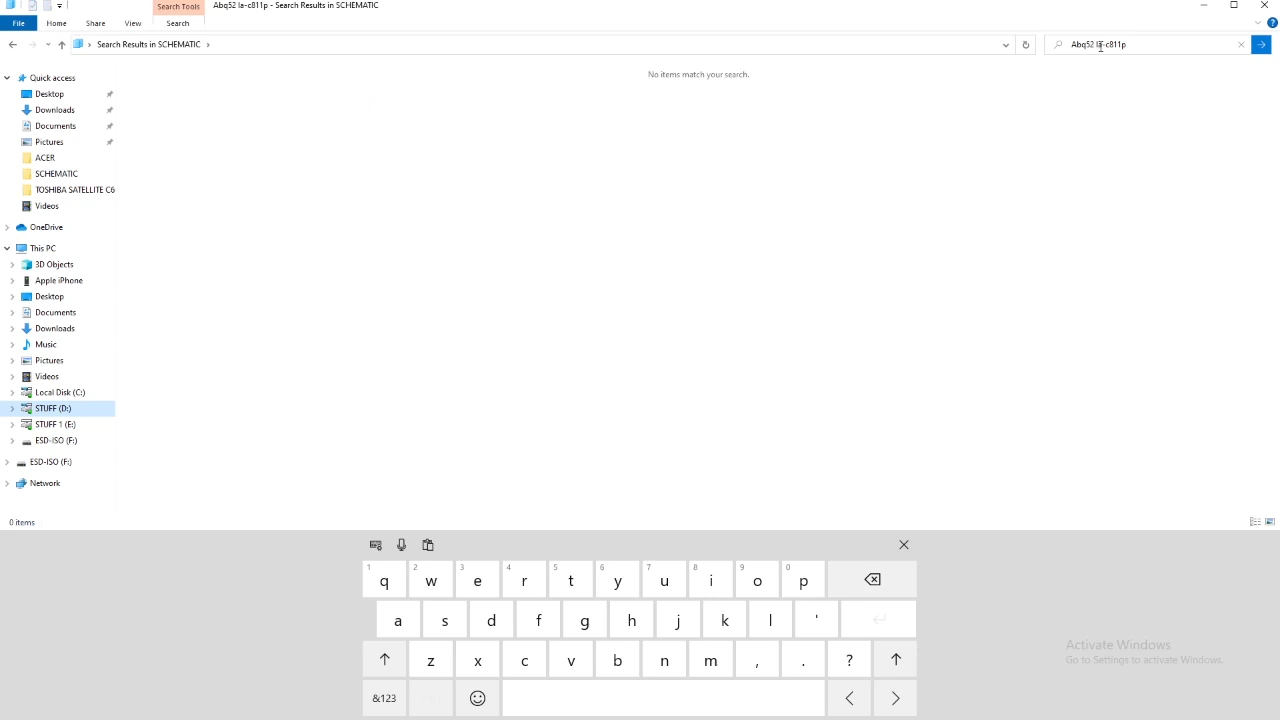 Search Tools
Abq52 la-c811p - Search Results in SCHEMATIC
File
Home
Share
View
Search
Search Results in SCHEMATIC
Abq52 la-c811p
No items match your search.
Quick access
Desktop
Downloads
Documents
Pictures
ACER
SCHEMATIC
TOSHIBA SATELLITE C6
Videos
OneDrive
This PC
3D Objects
Apple iPhone
Desktop
Documents
Downloads
Music
Pictures
Videos
Local Disk (C:)
STUFF (D:)
STUFF 1 (E:)
ESD-ISO (F:)
ESD-ISO (F:)
Network
0 items
1 2 3 4 5 6 7 8 9 0
q w e r t y u i o p
a s d f g h j k l '
z x c v b n m , . ?
&123
Activate Windows
Go to Settings to activate Windows.